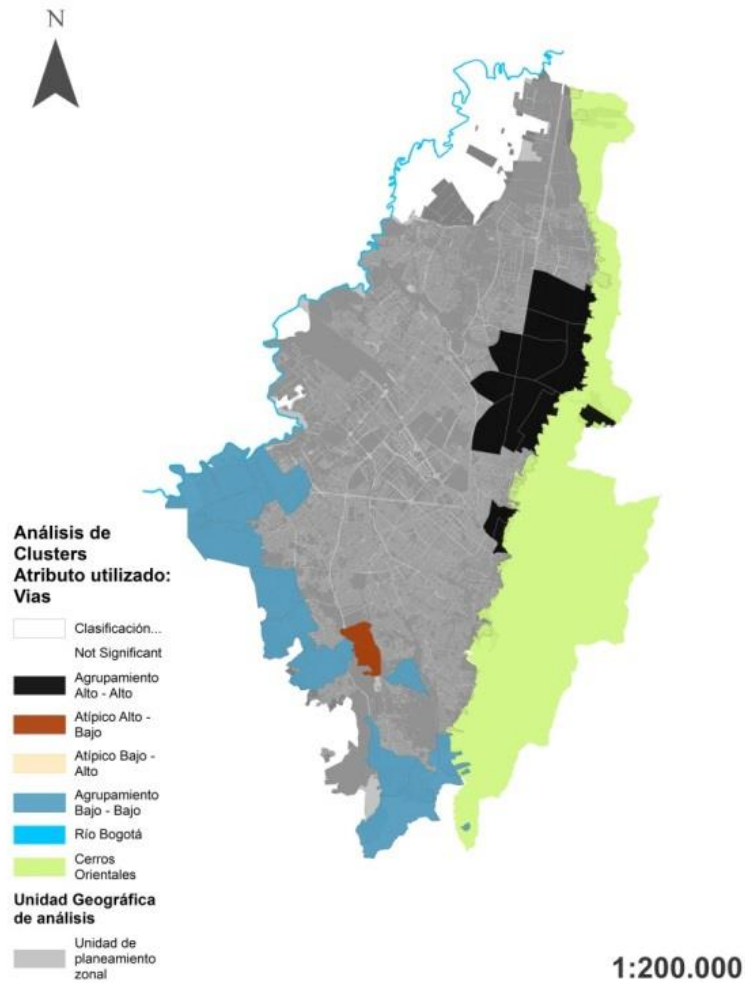 N
Análisis de
Clusters
Atributo utilizado:
Vias
Clasificación...
Not Significant
Agrupamiento
Alto - Alto
Atípico Alto -
Bajo
Atípico Bajo -
Alto
Agrupamiento
Bajo - Bajo
Río Bogotá
Cerros
Orientales
Unidad Geográfica
de análisis
Unidad de
planeamiento
zonal
1:200.000